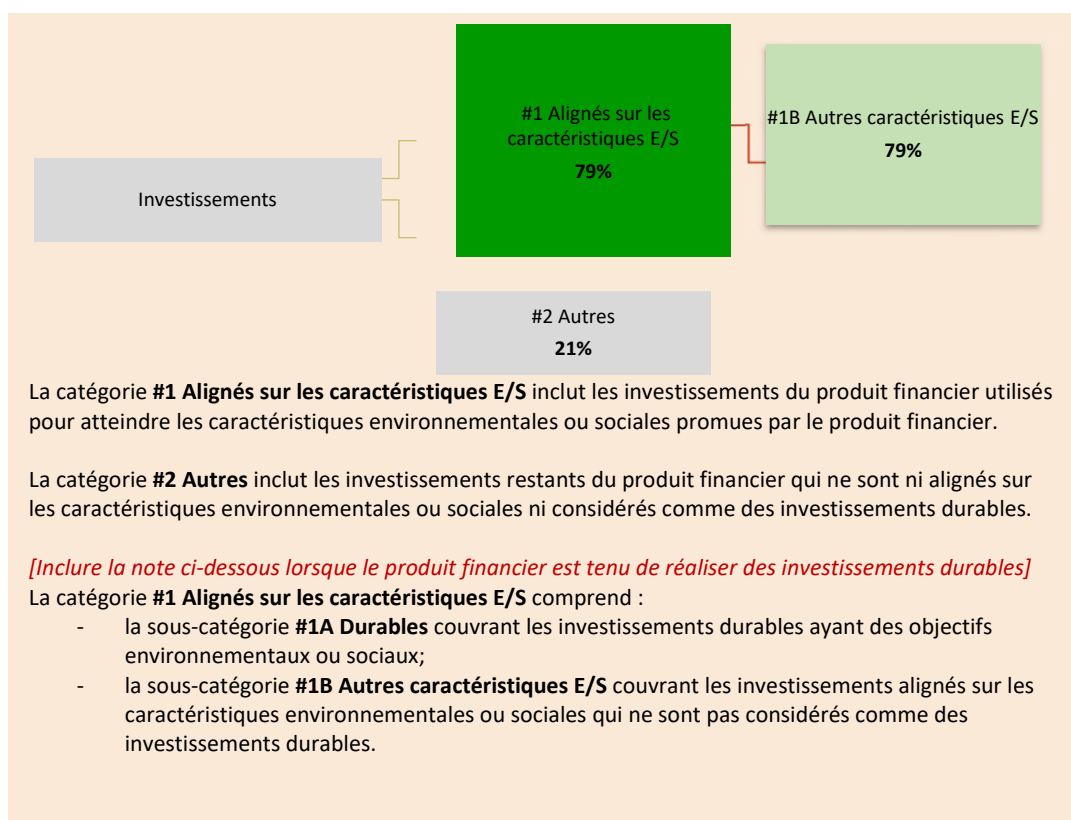 #1 Alignés sur les
caractéristiques E/S
79%
#1B Autres caractéristiques E/S
79%
Investissements
#2 Autres
21%
La catégorie #1 Alignés sur les caractéristiques E/S inclut les investissements du produit financier utilisés
pour atteindre les caractéristiques environnementales ou sociales promues par le produit financier.
La catégorie #2 Autres inclut les investissements restants du produit financier qui ne sont ni alignés sur
les caractéristiques environnementales ou sociales ni considérés comme des investissements durables.
[Inclure la note ci-dessous lorsque le produit financier est tenu de réaliser des investissements durables]
La catégorie #1 Alignés sur les caractéristiques E/S comprend :
- la sous-catégorie #1A Durables couvrant les investissements durables ayant des objectifs
environnementaux ou sociaux;
- la sous-catégorie #1B Autres caractéristiques E/S couvrant les investissements alignés sur les
caractéristiques environnementales ou sociales qui ne sont pas considérés comme des
investissements durables.